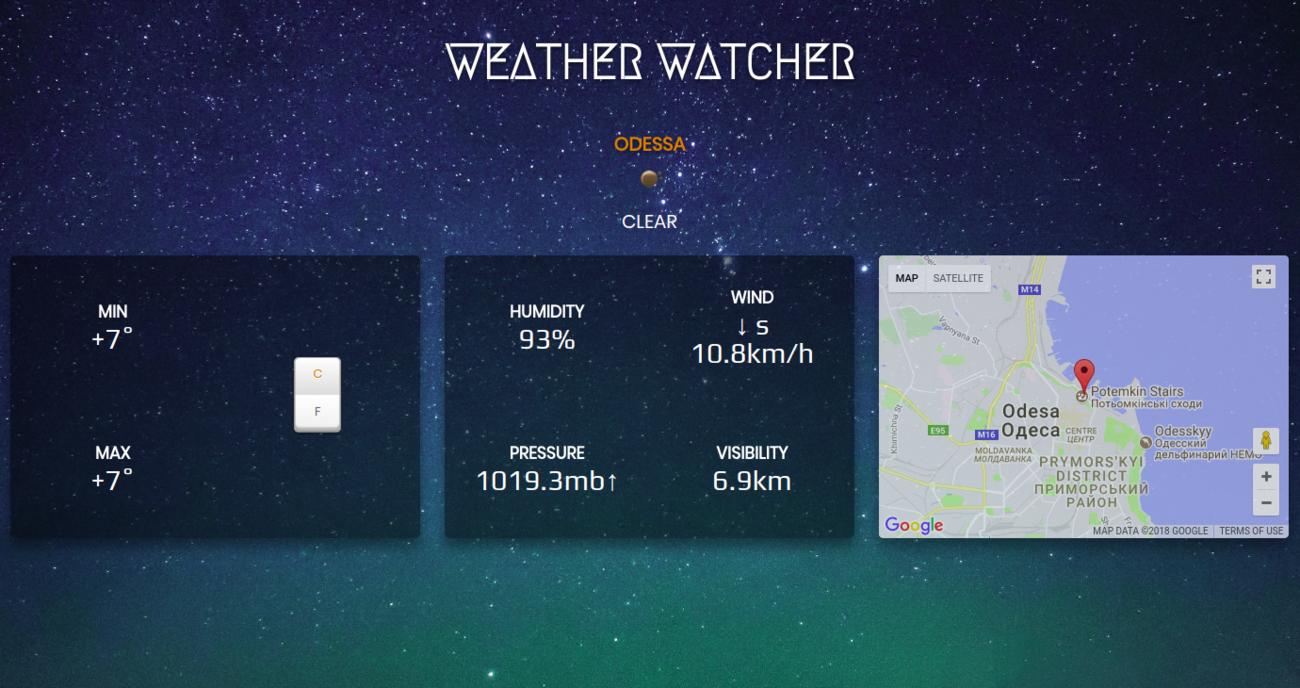 WEATHER WATCHER
ODESSA
CLEAR
MIN
+7°
C
F
MAX
+7°
HUMIDITY
93%
WIND
↓ s
10.8km/h
PRESSURE
1019.3mb↑
VISIBILITY
6.9km
MAP
SATELLITE
M14
Vapnyana St
Khimichna St
E95
M16
Odesa
Одеса
Potemkin Stairs
Потьомкінські сходи
CENTRE
ЦЕНТР
Odesskyy
Одесский
дельфинарий НЕМО
MOLDAVANKA
МОЛДАВАНКА
PRYMORS'KYI
DISTRICT
ПРИМОРСЬКИЙ
РАЙОН
+
−
Google
MAP DATA ©2018 GOOGLE
TERMS OF USE